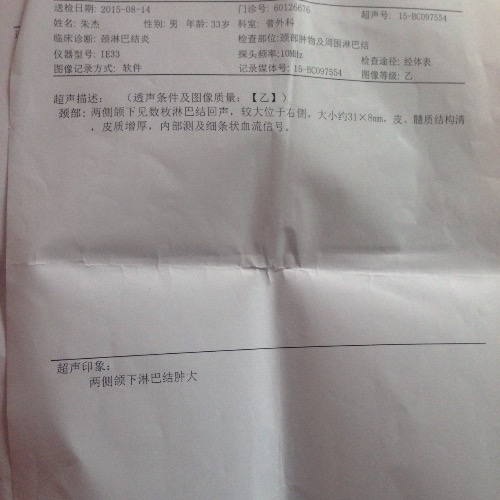 送检日期: 2015-08-14 门诊号: 60126676 超声号: 15-BC097554
姓名: 朱杰 性别: 男 年龄: 33岁 科室: 普外科
临床诊断: 颈淋巴结炎 检查部位: 颈部肿物及周围淋巴结
仪器型号: IE33 探头频率: 10MHz 检查途径: 经体表
图像记录方式: 软件 记录媒体号: 15-BC097554 图像等级: 乙
超声描述: (透声条件及图像质量: 【乙】)
颈部: 两侧颌下见数枚淋巴结回声, 较大位于右侧, 大小约31×8mm, 皮、髓质结构清
, 皮质增厚, 内部测及细条状血流信号。
超声印象:
两侧颌下淋巴结肿大